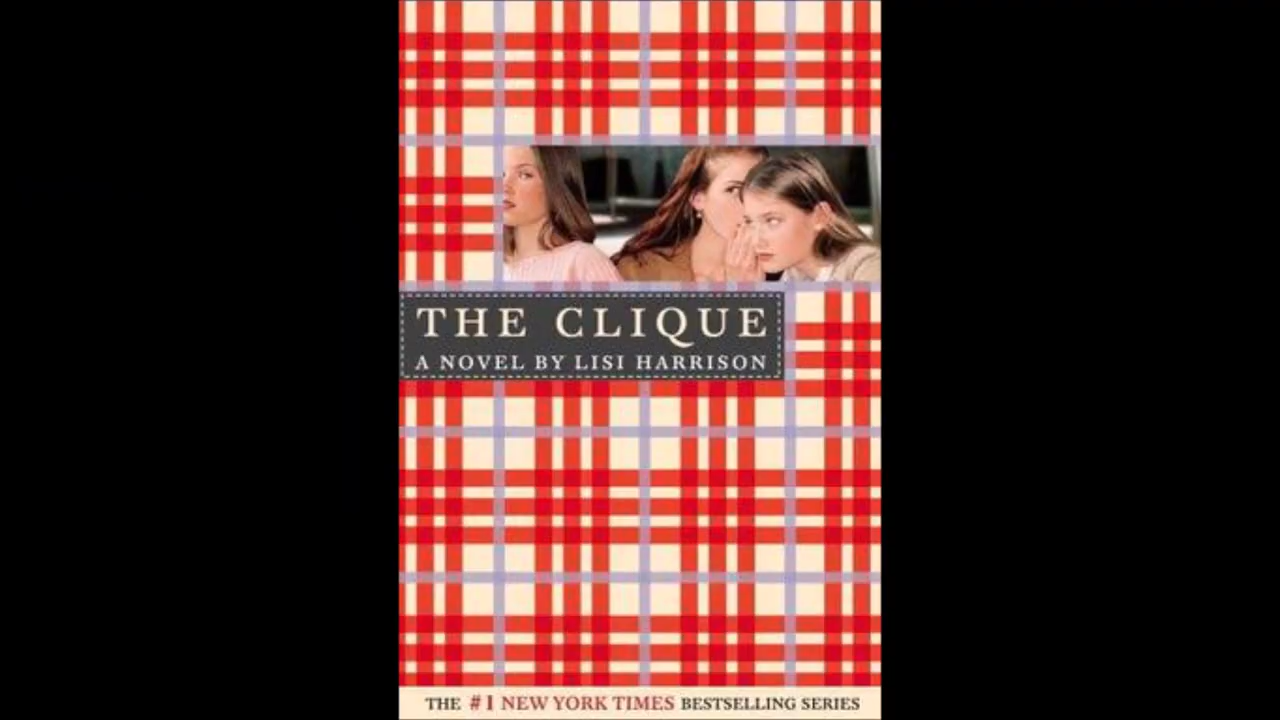 THE CLIQUE
A NOVEL BY LISI HARRISON
THE #1 NEW YORK TIMES BESTSELLING SERIES